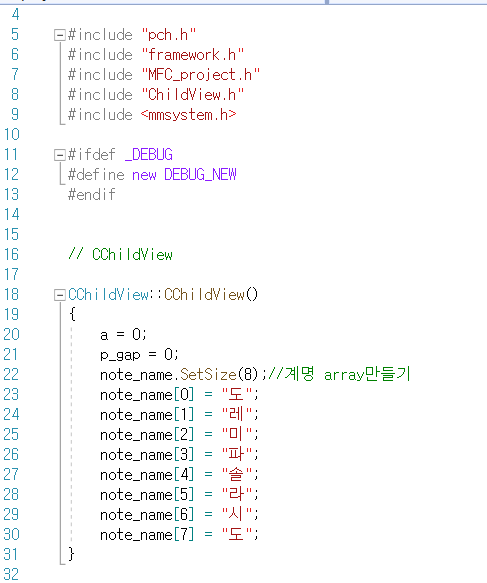 4
5 #include "pch.h"
6 #include "framework.h"
7 #include "MFC_project.h"
8 #include "ChildView.h"
9 #include <mmsystem.h>
10
11 #ifdef _DEBUG
12 #define new DEBUG_NEW
13 #endif
14
15
16 // CChildView
17
18 CChildView::CChildView()
19 {
20 a = 0;
21 p_gap = 0;
22 note_name.SetSize(8);//계명 array만들기
23 note_name[0] = "도";
24 note_name[1] = "레";
25 note_name[2] = "미";
26 note_name[3] = "파";
27 note_name[4] = "솔";
28 note_name[5] = "라";
29 note_name[6] = "시";
30 note_name[7] = "도";
31 }
32